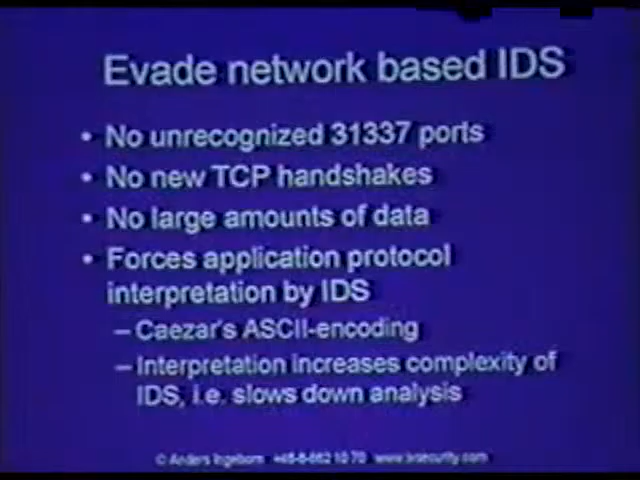 Evade network based IDS
• No unrecognized 31337 ports
• No new TCP handshakes
• No large amounts of data
• Forces application protocol
interpretation by IDS
– Caezar's ASCII-encoding
– Interpretation increases complexity of
IDS, i.e. slows down analysis
© Anders Ingeborn